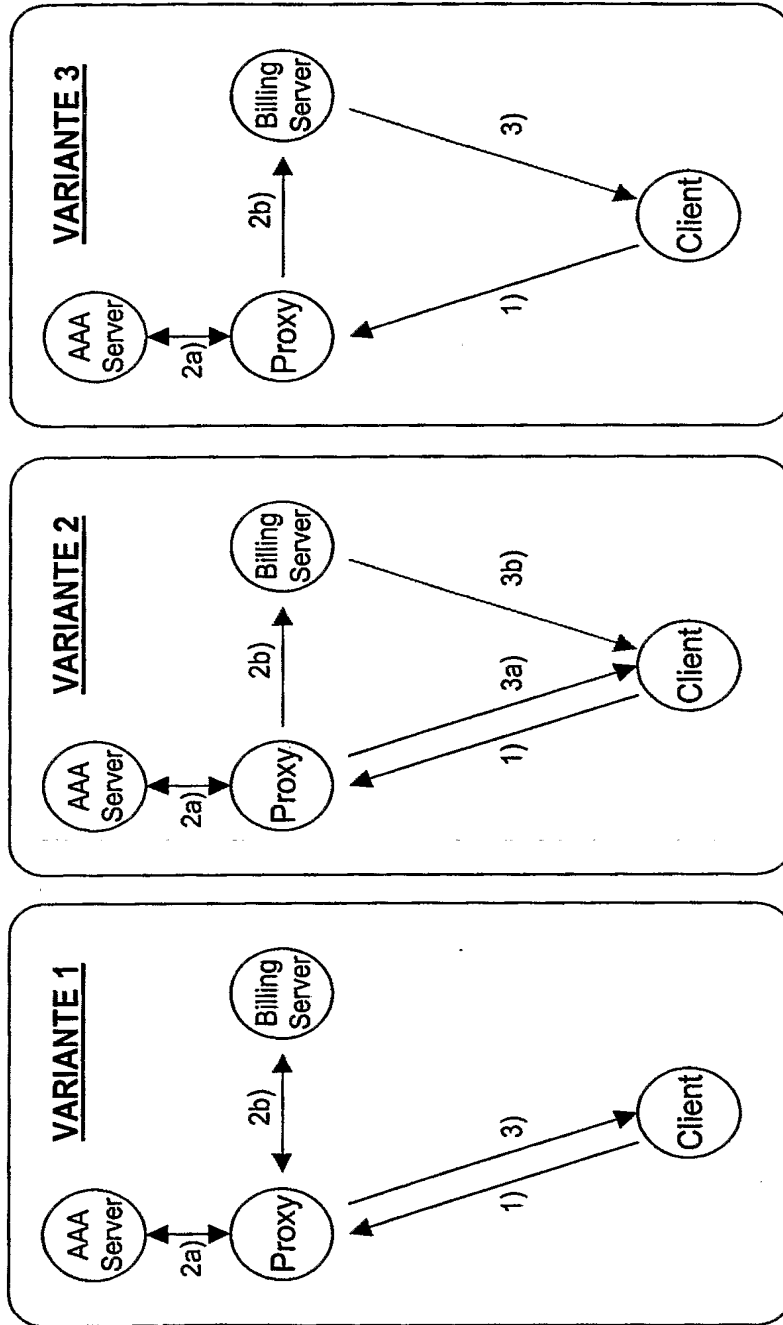 VARIANTE 1
AAA
Server
2a)
Proxy
2b)
Billing
Server
1)
3)
Client
VARIANTE 2
AAA
Server
2a)
Proxy
2b)
Billing
Server
1)
3a)
3b)
Client
VARIANTE 3
AAA
Server
2a)
Proxy
2b)
Billing
Server
1)
3)
Client